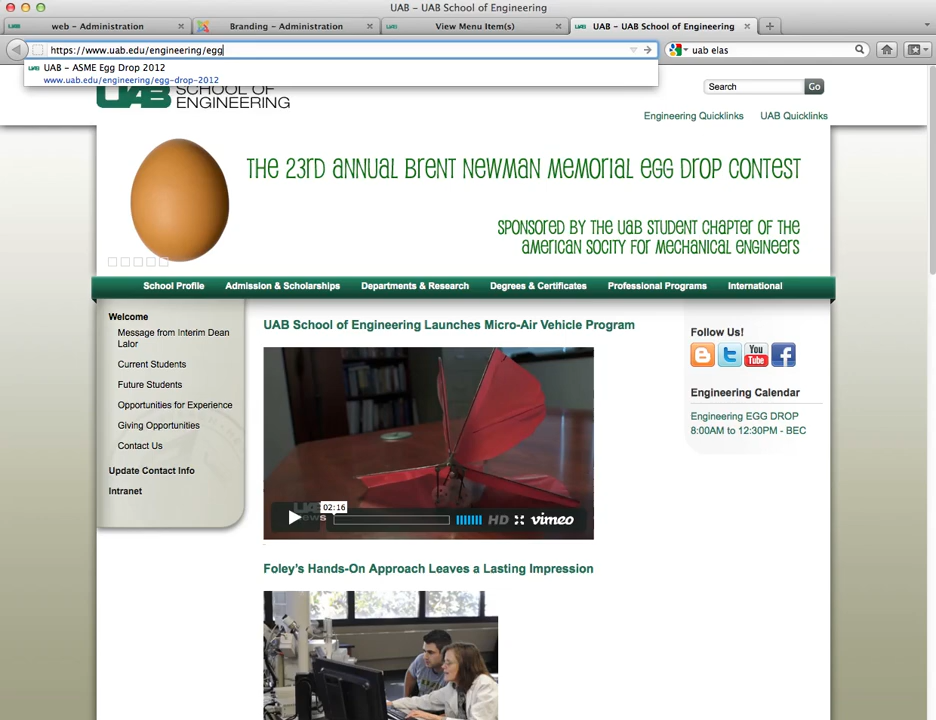 UAB - UAB School of Engineering
web - Administration
Branding - Administration
View Menu Item(s)
UAB - UAB School of Engineering
https://www.uab.edu/engineering/egg
uab elas
UAB - ASME Egg Drop 2012
www.uab.edu/engineering/egg-drop-2012
UAB SCHOOL OF
ENGINEERING
Search
Go
Engineering Quicklinks
UAB Quicklinks
THE 23RD ANNUAL BRENT NEWMAN MEMORIAL EGG DROP CONTEST
SPONSORED BY THE UAB STUDENT CHAPTER OF THE
AMERICAN SOCITY FOR MECHANICAL ENGINEERS
School Profile
Admission & Scholarships
Departments & Research
Degrees & Certificates
Professional Programs
International
Welcome
Message from Interim Dean
Lalor
Current Students
Future Students
Opportunities for Experience
Giving Opportunities
Contact Us
Update Contact Info
Intranet
UAB School of Engineering Launches Micro-Air Vehicle Program
02:16
HD
vimeo
Foley's Hands-On Approach Leaves a Lasting Impression
Follow Us!
You
Tube
Engineering Calendar
Engineering EGG DROP
8:00AM to 12:30PM - BEC